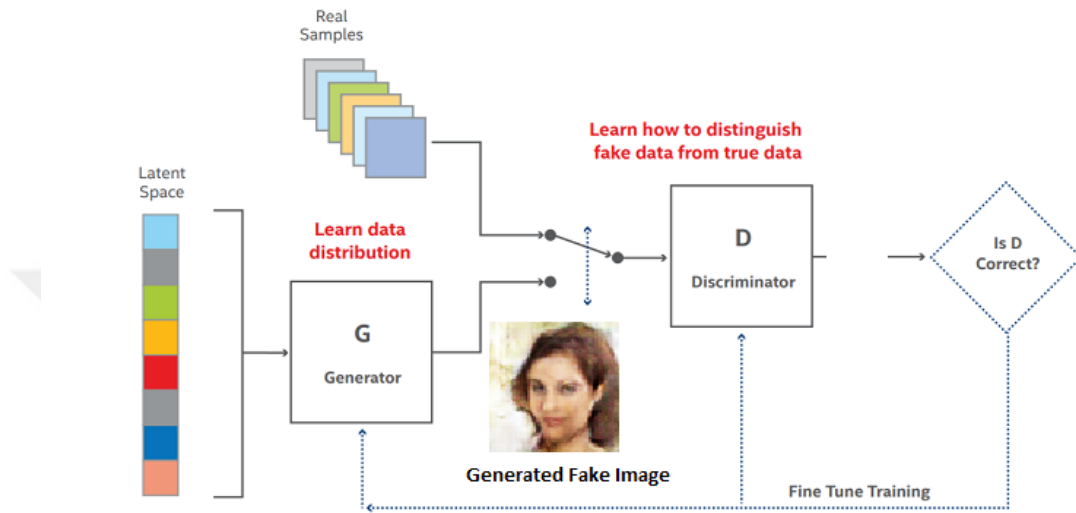 Real
Samples
Learn how to distinguish
fake data from true data
Latent
Space
Learn data
distribution
G
Generator
D
Discriminator
Is D
Correct?
Generated Fake Image
Fine Tune Training